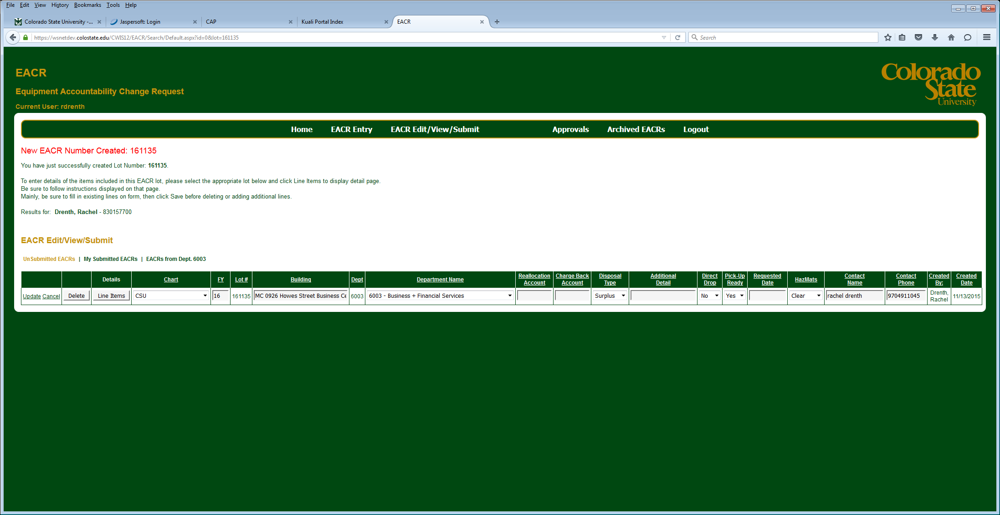 File Edit View History Bookmarks Tools Help
Colorado State University -... Jaspersoft: Login CAP Kuali Portal Index EACR
https://wsnetdev.colostate.edu/CWIS12/EACR/Search/Default.aspx?id=0&lot=161135 Search
EACR
Equipment Accountability Change Request
Current User: rdrenth
Colorado
State
University
Home EACR Entry EACR Edit/View/Submit Approvals Archived EACRs Logout
New EACR Number Created: 161135
You have just successfully created Lot Number: 161135.
To enter details of the items included in this EACR lot, please select the appropriate lot below and click Line Items to display detail page.
Be sure to follow instructions displayed on that page.
Mainly, be sure to fill in existing lines on form, then click Save before deleting or adding additional lines.
Results for: Drenth, Rachel - 830157700
EACR Edit/View/Submit
UnSubmitted EACRs | My Submitted EACRs | EACRs from Dept. 6003
Details Chart FY Lot # Building Dept Department Name Reallocation Account Charge Back Account Disposal Type Additional Detail Direct Drop Pick-Up Ready Requested Date HazMats Contact Name Contact Phone Created By: Created Date
Update Cancel Delete Line Items CSU 16 161135 MC 0926 Howes Street Business Ce 6003 6003 - Business + Financial Services Surplus No Yes Clear rachel drenth 9704911045 Drenth, Rachel 11/13/2015